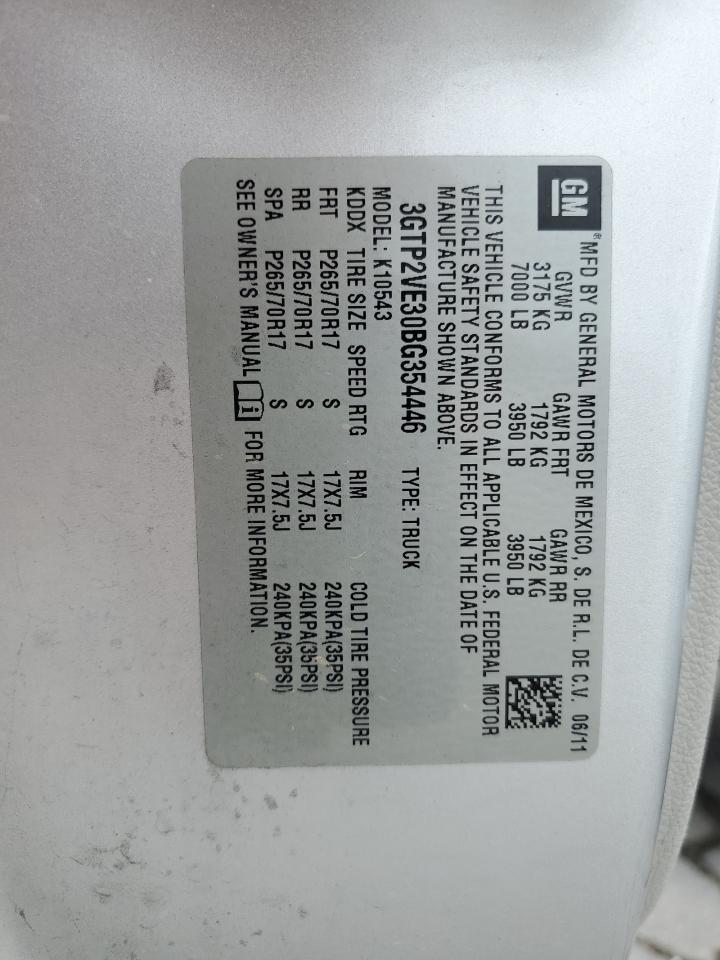 GM
® MFD BY GENERAL MOTORS DE MEXICO, S. DE R.L. DE C.V. 06/11
GVWR GAWR FRT GAWR RR
3175 KG 1792 KG 1792 KG
7000 LB 3950 LB 3950 LB
THIS VEHICLE CONFORMS TO ALL APPLICABLE U.S. FEDERAL MOTOR
VEHICLE SAFETY STANDARDS IN EFFECT ON THE DATE OF
MANUFACTURE SHOWN ABOVE.
3GTP2VE30BG354446 TYPE: TRUCK
MODEL: K10543
KDDX TIRE SIZE SPEED RTG RIM COLD TIRE PRESSURE
FRT P265/70R17 S 17X7.5J 240KPA(35PSI)
RR P265/70R17 S 17X7.5J 240KPA(35PSI)
SPA P265/70R17 S 17X7.5J 240KPA(35PSI)
SEE OWNER'S MANUAL i FOR MORE INFORMATION.